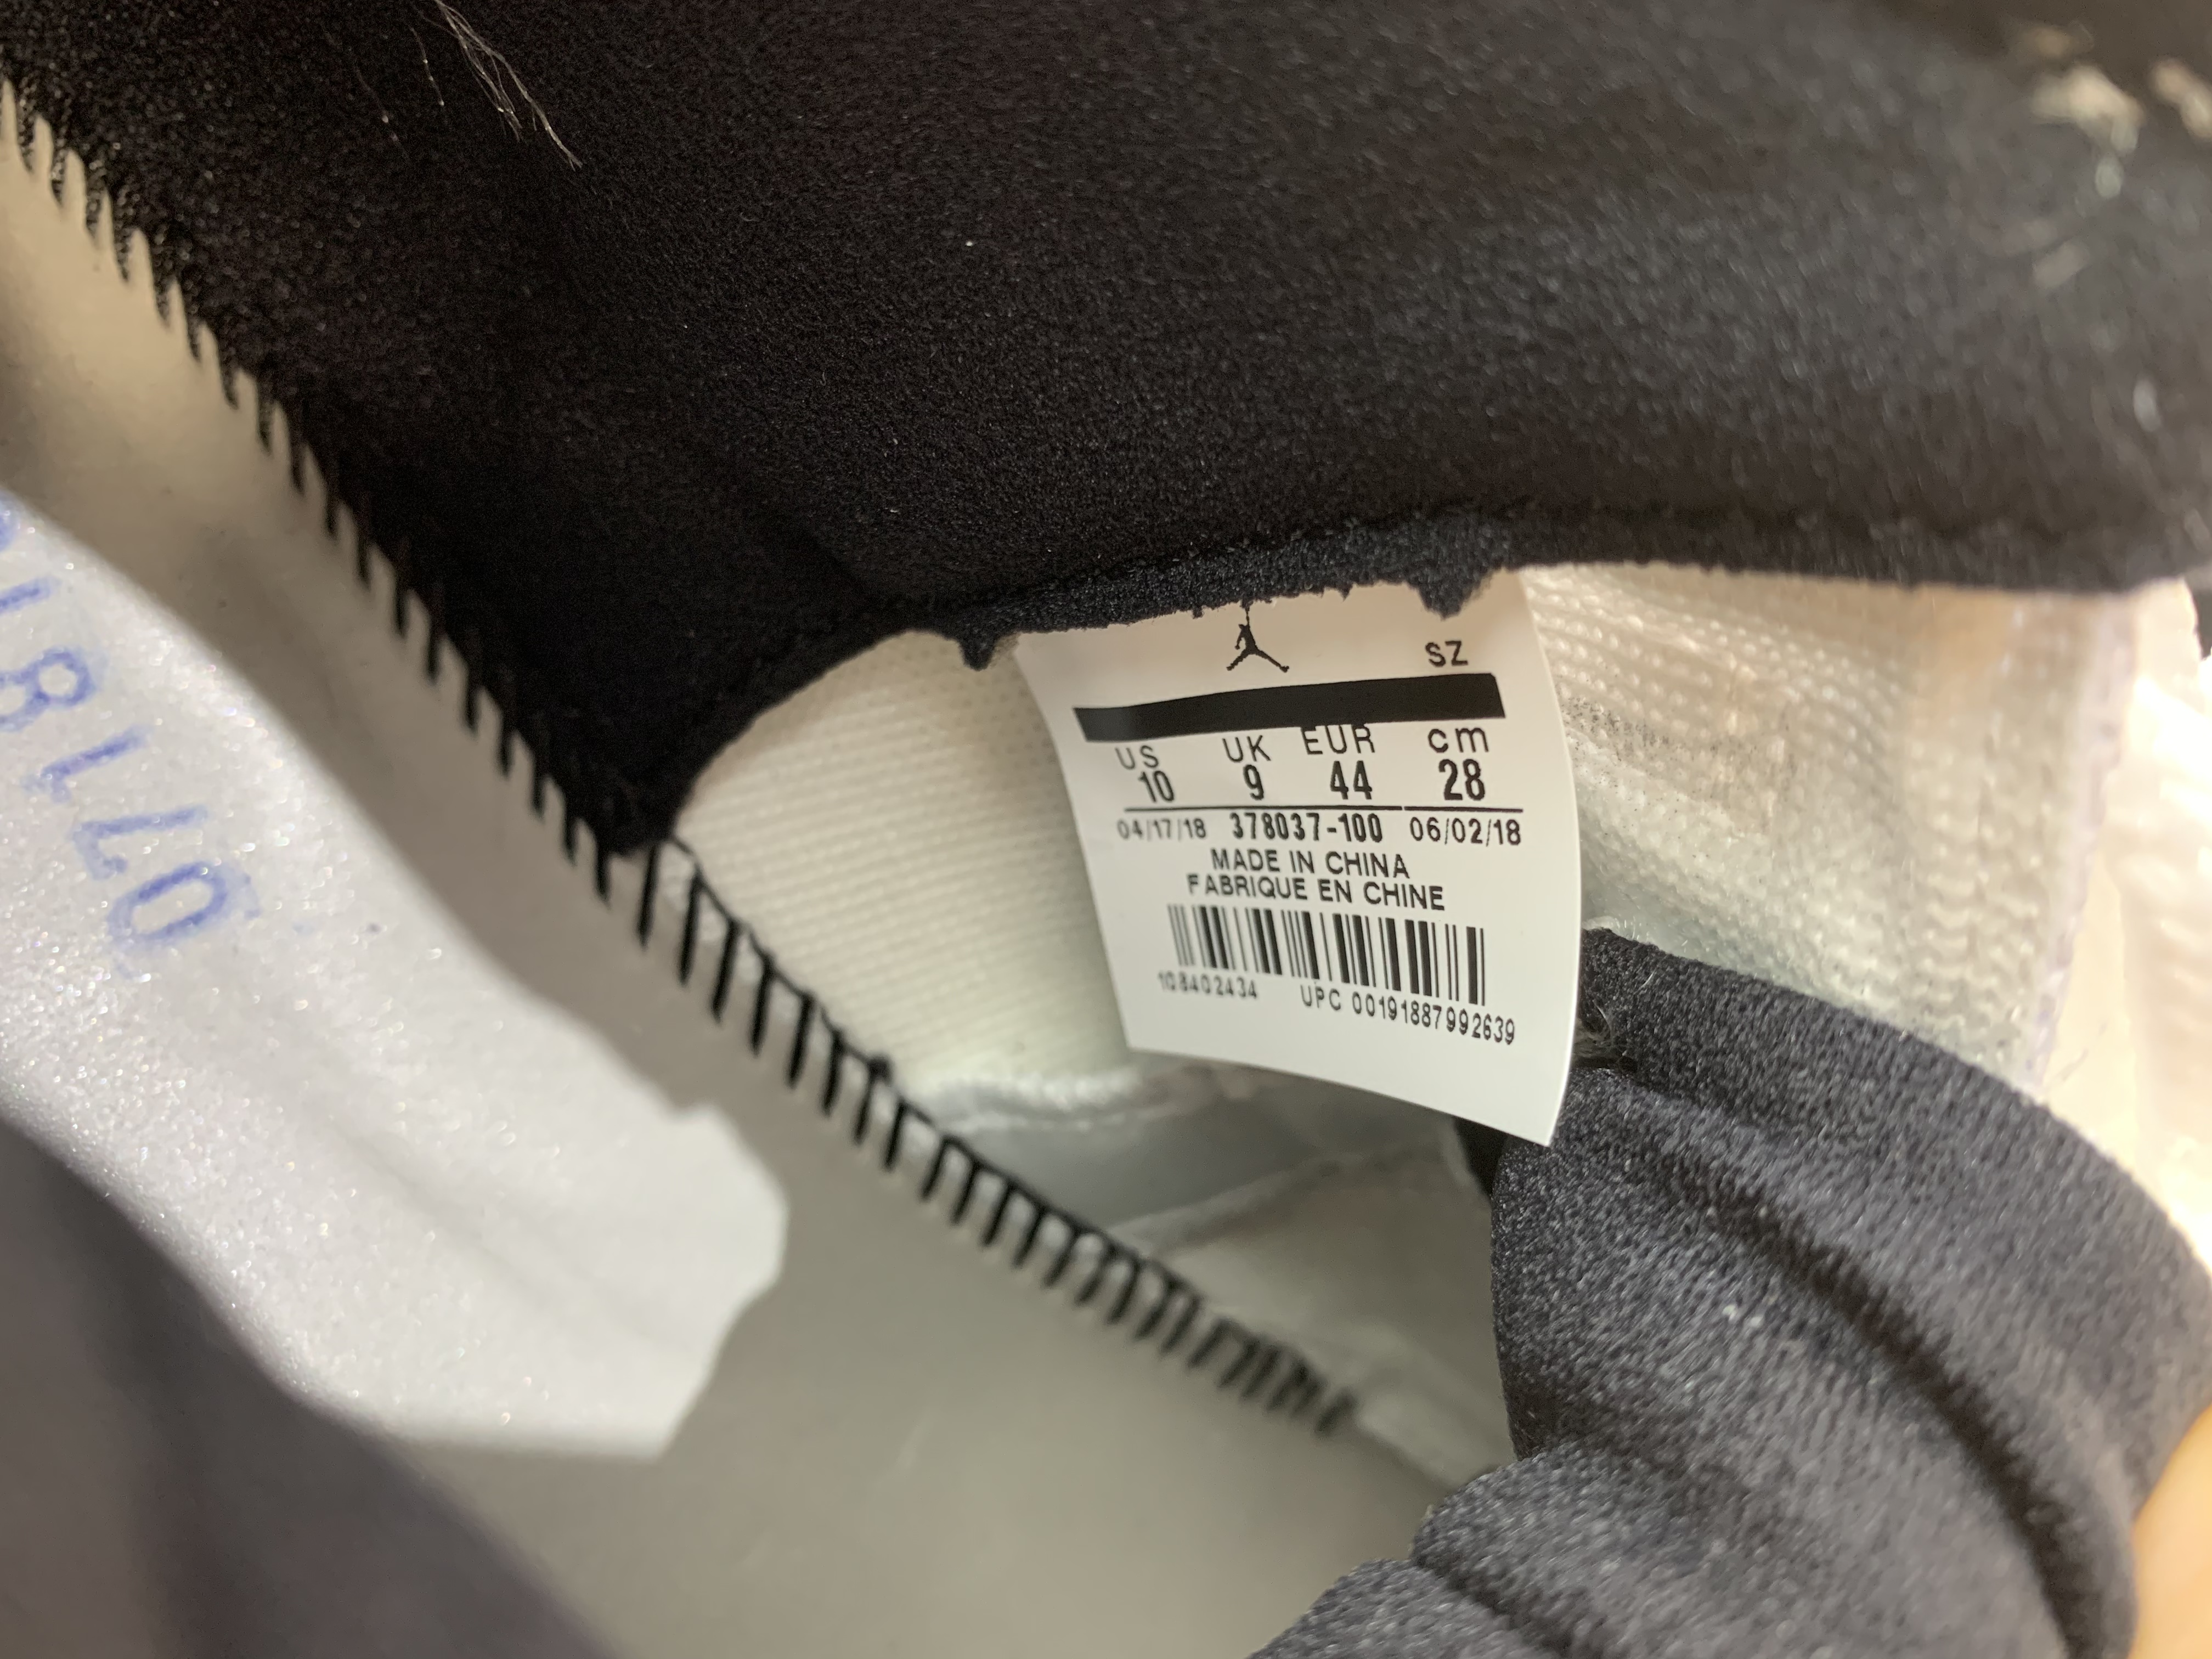 SZ
US UK EUR cm
10 9 44 28
04/17/18 378037-100 06/02/18
MADE IN CHINA
FABRIQUE EN CHINE
108402434 UPC 00191887992639